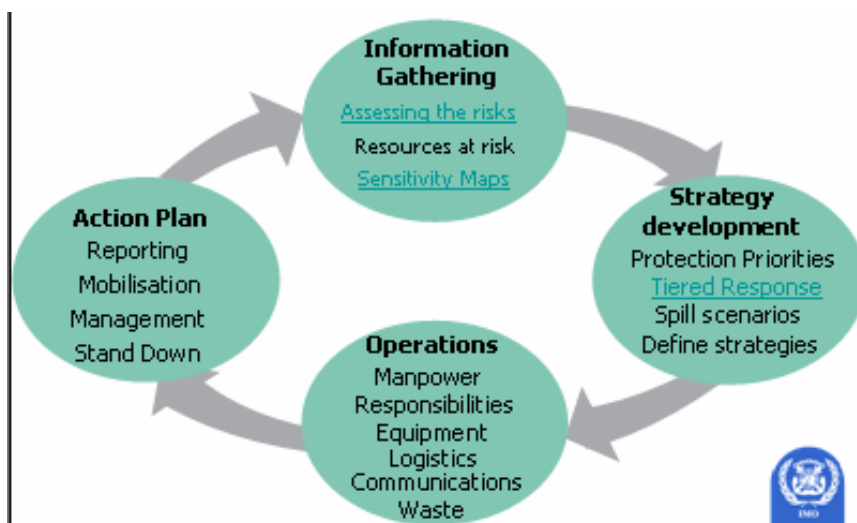 Information
Gathering
Assessing the risks
Resources at risk
Sensitivity Maps
Strategy
development
Protection Priorities
Tiered Response
Spill scenarios
Define strategies
Operations
Manpower
Responsibilities
Equipment
Logistics
Communications
Waste
Action Plan
Reporting
Mobilisation
Management
Stand Down
IMO